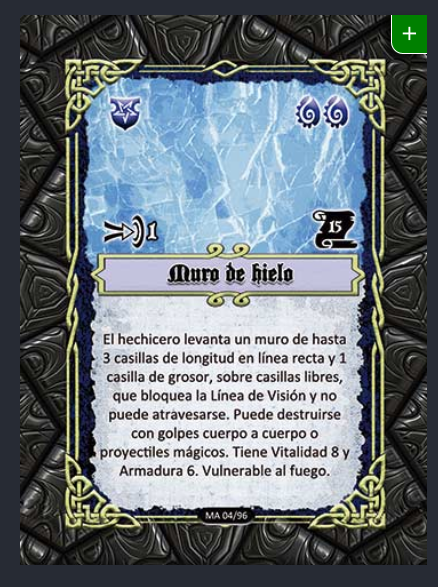 +
1
15
Muro de hielo
El hechicero levanta un muro de hasta
3 casillas de longitud en línea recta y 1
casilla de grosor, sobre casillas libres,
que bloquea la Línea de Visión y no
puede atravesarse. Puede destruirse
con golpes cuerpo a cuerpo o
proyectiles mágicos. Tiene Vitalidad 8 y
Armadura 6. Vulnerable al fuego.
MA 04/96